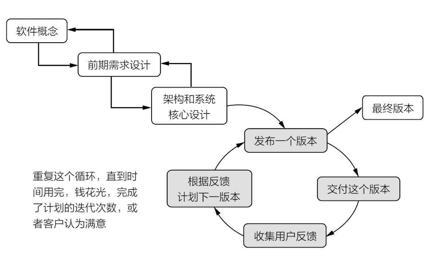 软件概念
前期需求设计
架构和系统
核心设计
最终版本
发布一个版本
根据反馈
计划下一版本
交付这个版本
收集用户反馈
重复这个循环，直到时
间用完，钱花光，完成
了计划的迭代次数，或
者客户认为满意